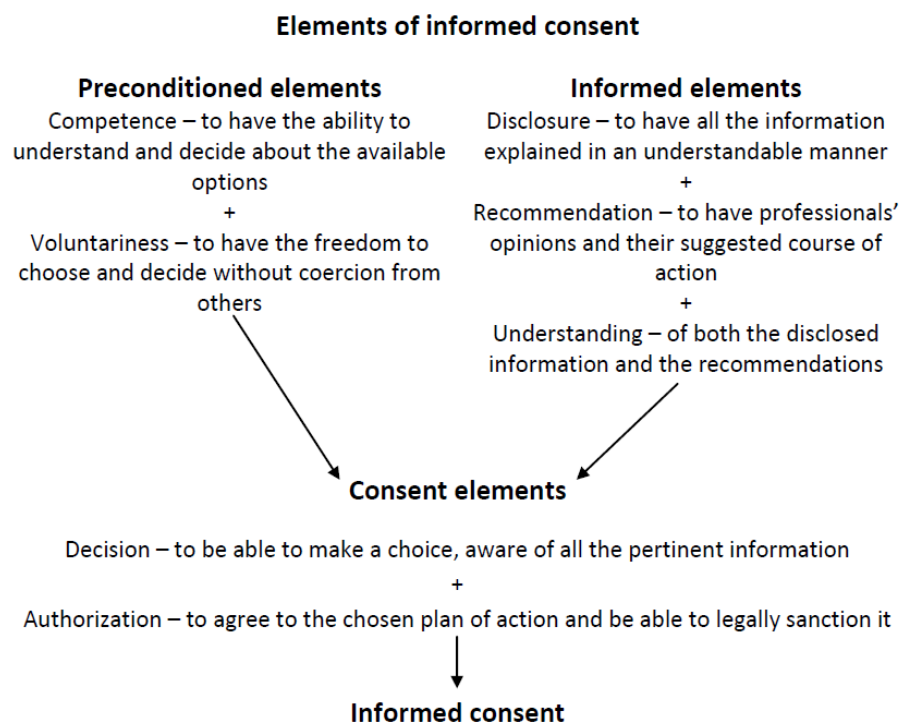 Elements of informed consent
Preconditioned elements
Competence – to have the ability to
understand and decide about the available
options
+
Voluntariness – to have the freedom to
choose and decide without coercion from
others
Informed elements
Disclosure – to have all the information
explained in an understandable manner
+
Recommendation – to have professionals’
opinions and their suggested course of
action
+
Understanding – of both the disclosed
information and the recommendations
Consent elements
Decision – to be able to make a choice, aware of all the pertinent information
+
Authorization – to agree to the chosen plan of action and be able to legally sanction it
Informed consent